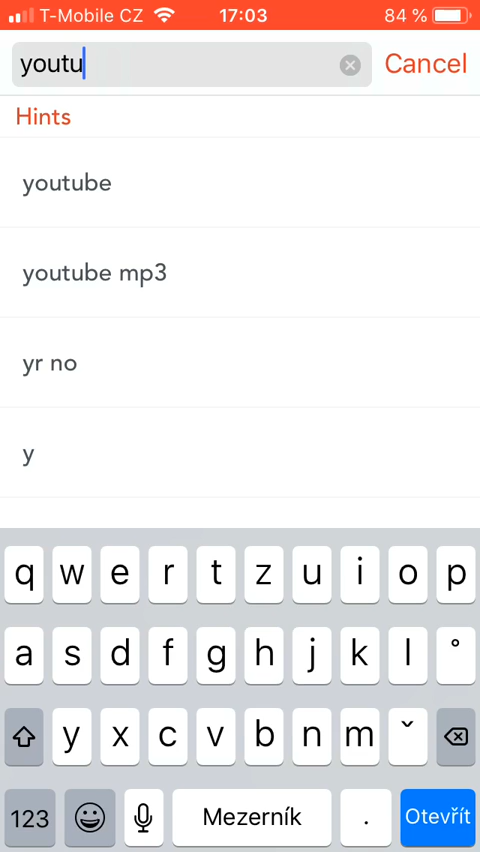 T-Mobile CZ 17:03 84 %
youtu Cancel
Hints
youtube
youtube mp3
yr no
y
q w e r t z u i o p
a s d f g h j k l °
y x c v b n m ˇ
123 Mezerník . Otevřít